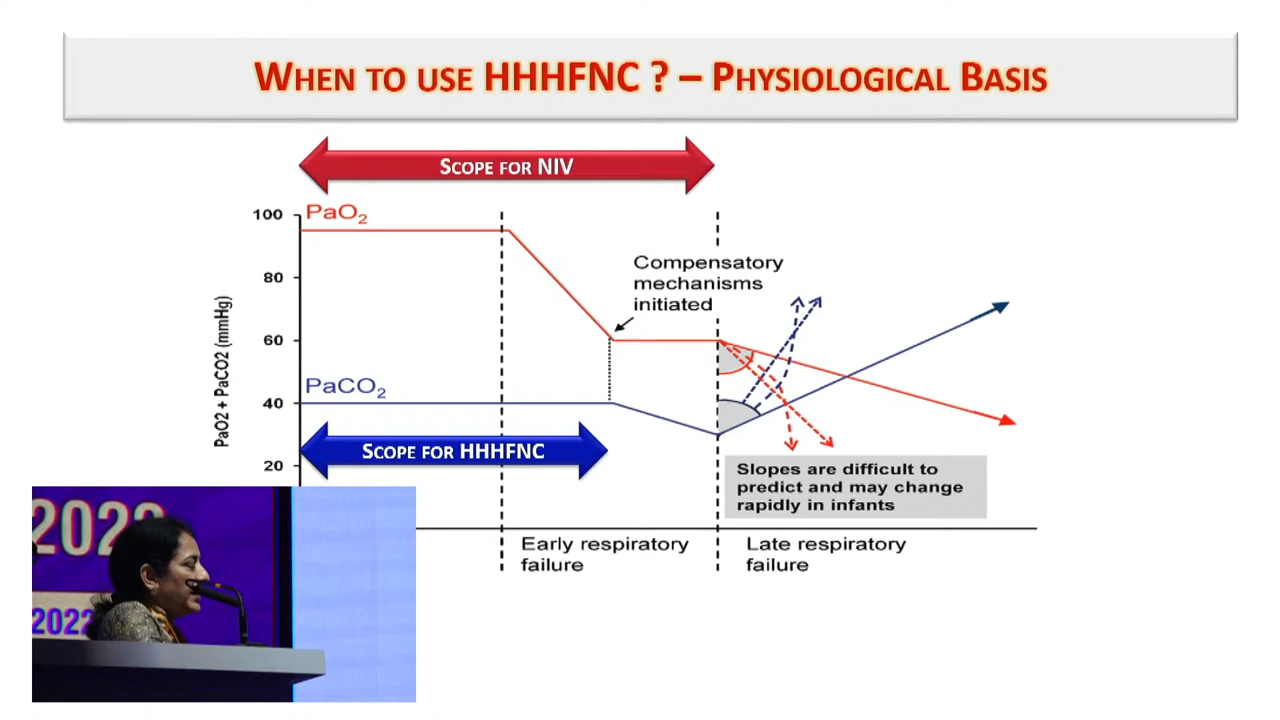 WHEN TO USE HHHFNC ? – PHYSIOLOGICAL BASIS
SCOPE FOR NIV
PaO2
100
80
60
40
20
PaO2 + PaCO2 (mmHg)
Compensatory
mechanisms
initiated
PaCO2
SCOPE FOR HHHFNC
Slopes are difficult to
predict and may change
rapidly in infants
Early respiratory
failure
Late respiratory
failure
2022
2022